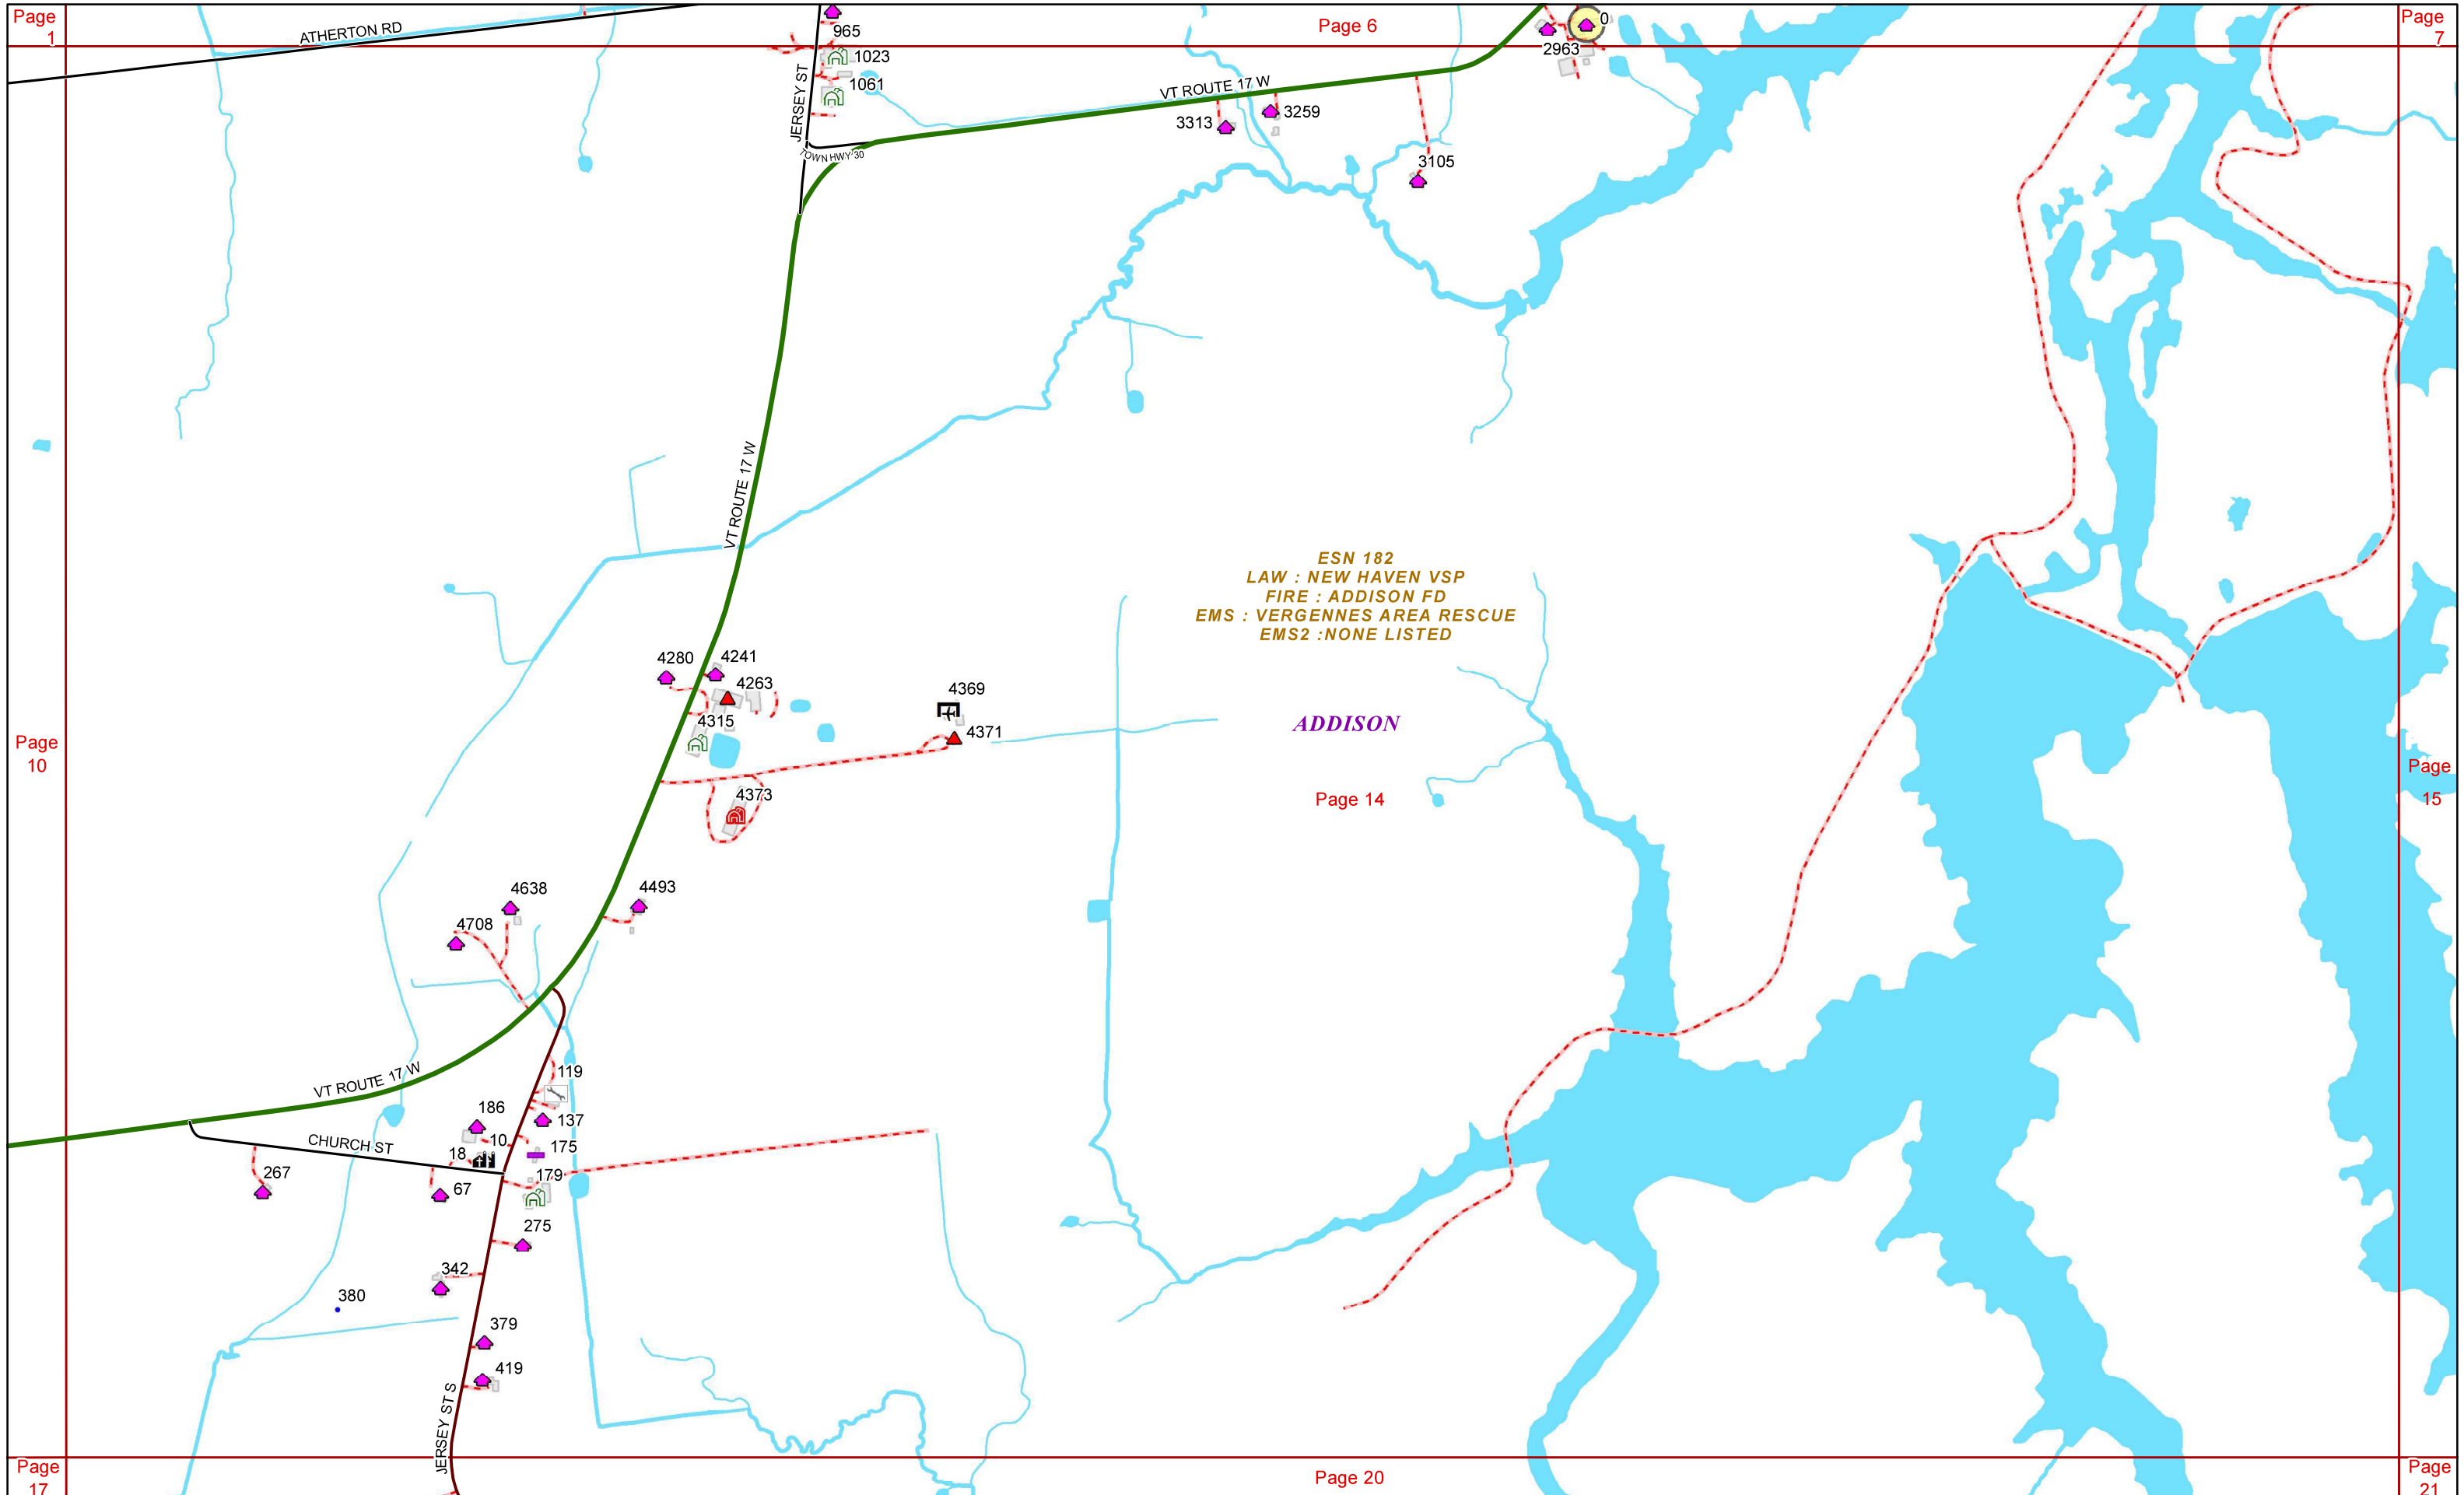 Page
1
ATHERTON RD
965
1023
1061
JERSEY ST
TOWN HWY 30
Page 6
VT ROUTE 17 W
3313
3259
3105
2963
0
Page
7
VT ROUTE 17 W
ESN 182
LAW : NEW HAVEN VSP
FIRE : ADDISON FD
EMS : VERGENNES AREA RESCUE
EMS2 :NONE LISTED
4280
4241
4263
4315
4369
4371
ADDISON
Page
10
Page 14
Page
15
4373
4638
4493
4708
VT ROUTE 17 W
119
186
137
10
175
CHURCH ST
18
179
267
67
275
342
380
379
419
JERSEY ST S
Page
17
Page 20
Page
21